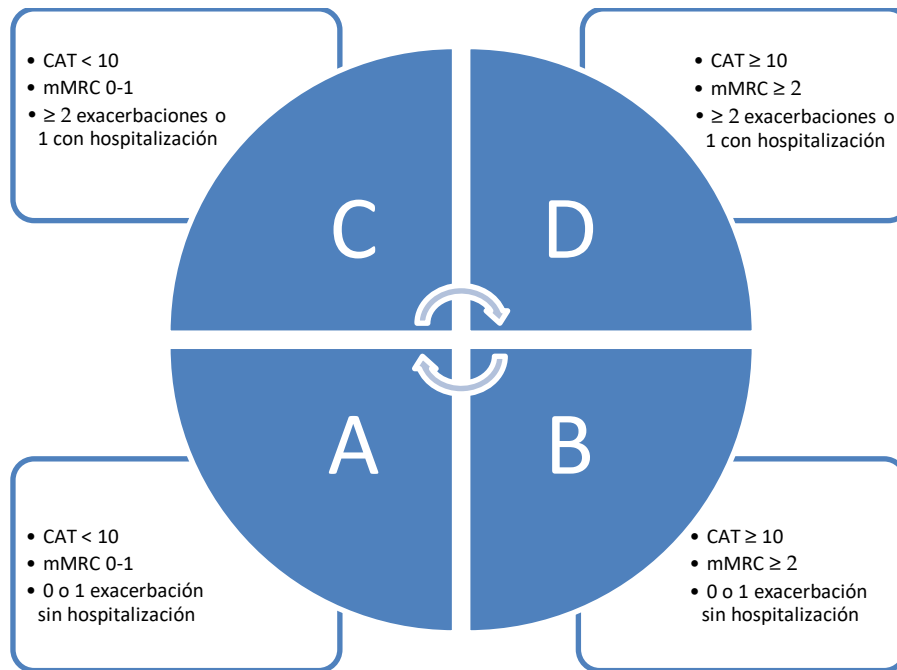 • CAT < 10
• mMRC 0-1
• ≥ 2 exacerbaciones o
1 con hospitalización
• CAT ≥ 10
• mMRC ≥ 2
• ≥ 2 exacerbaciones o
1 con hospitalización
C
D
A
B
• CAT < 10
• mMRC 0-1
• 0 o 1 exacerbación
sin hospitalización
• CAT ≥ 10
• mMRC ≥ 2
• 0 o 1 exacerbación
sin hospitalización